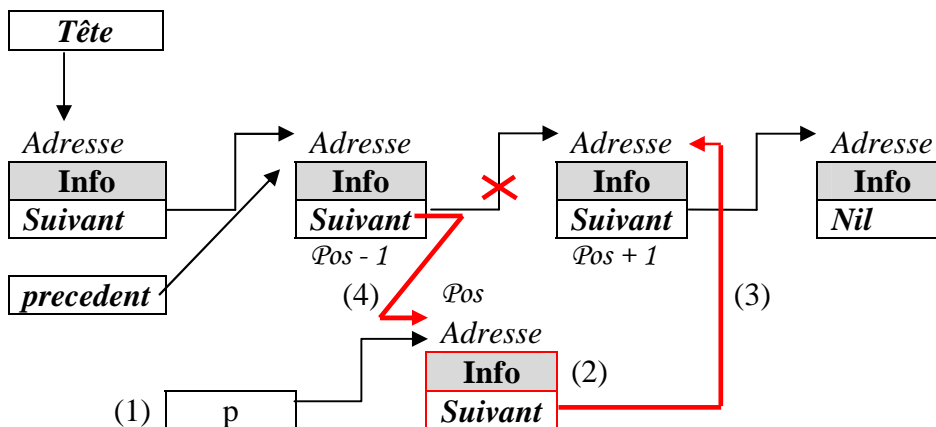 Tête
Adresse Adresse Adresse Adresse
Info Info Info Info
Suivant Suivant Suivant Nil
Pos - 1 Pos + 1
precedent (4) Pos (3)
Adresse
Info (2)
(1) p Suivant